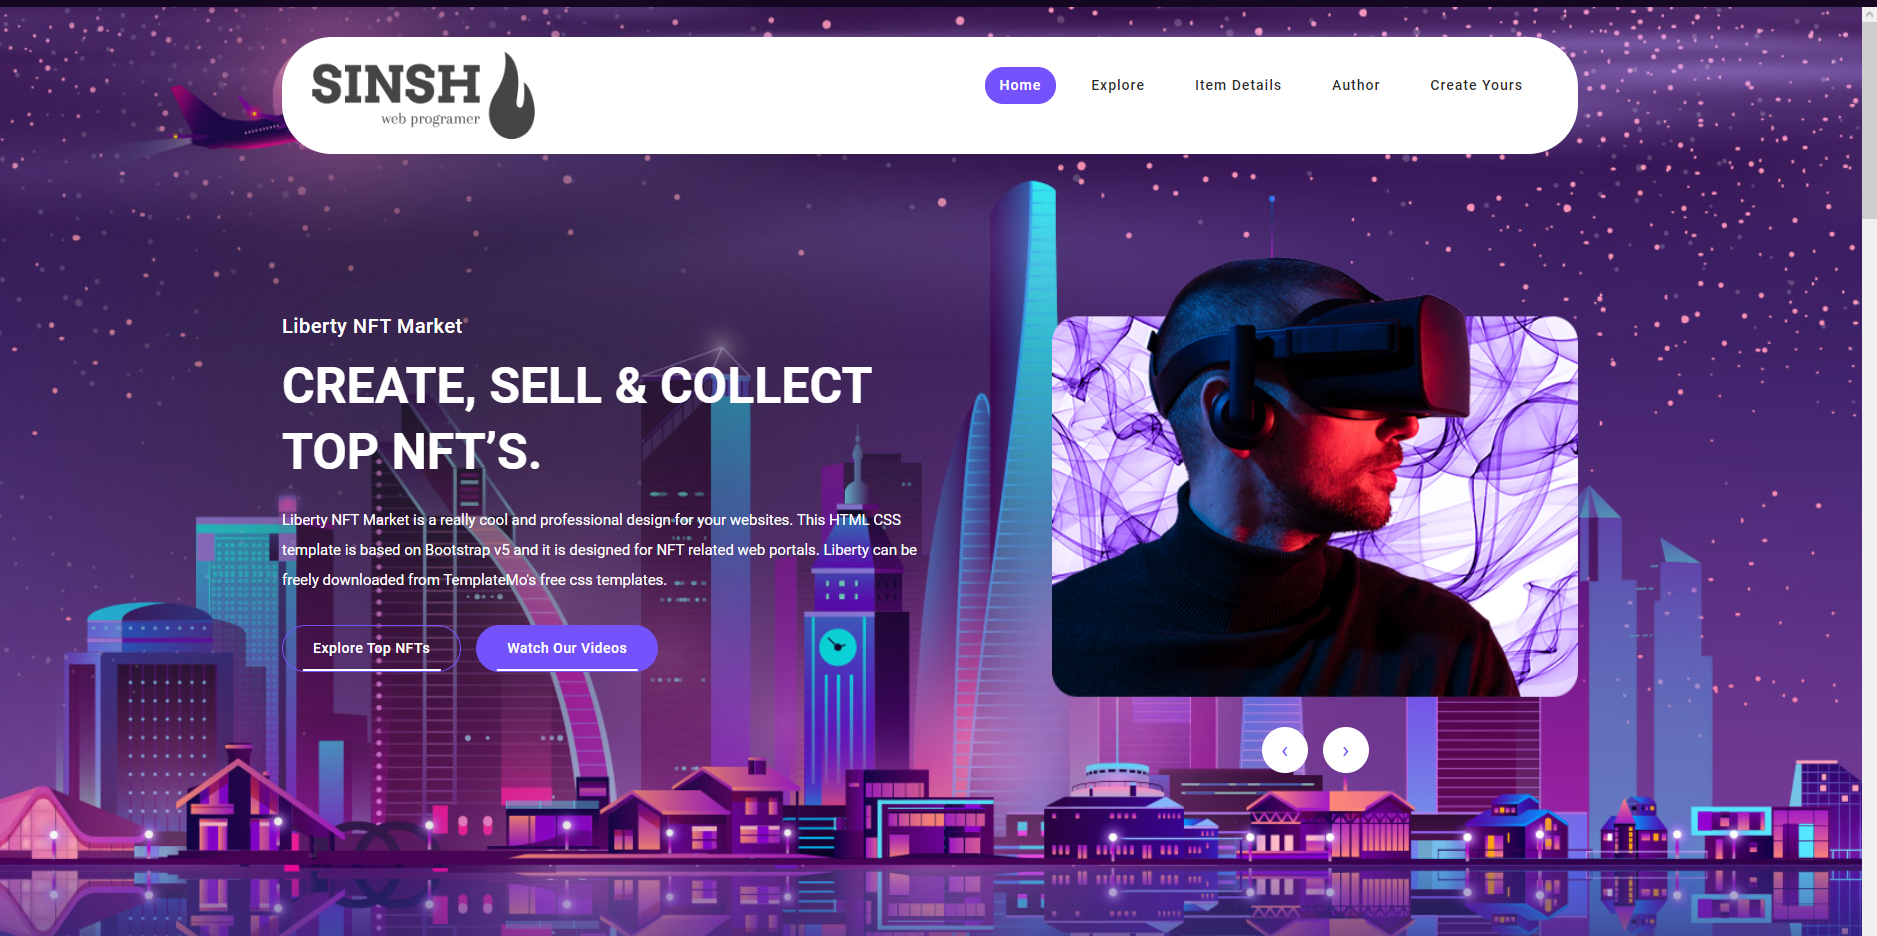 SINSH
web programer
Home Explore Item Details Author Create Yours
Liberty NFT Market
CREATE, SELL & COLLECT
TOP NFT’S.
Liberty NFT Market is a really cool and professional design for your websites. This HTML CSS
template is based on Bootstrap v5 and it is designed for NFT related web portals. Liberty can be
freely downloaded from TemplateMo's free css templates.
Explore Top NFTs Watch Our Videos
‹ ›